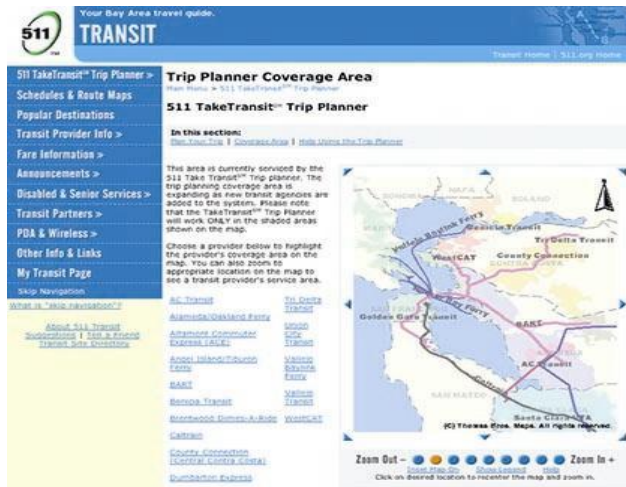 Your Bay Area travel guide.
511
TRANSIT
Transit Home | 511.org Home
511 TakeTransit℠ Trip Planner >
Schedules & Route Maps
Popular Destinations
Transit Provider Info >
Fare Information >
Announcements >
Disabled & Senior Services >
Transit Partners >
PDA & Wireless >
Other Info & Links
My Transit Page
Skip Navigation
What is "skip navigation"?
About 511 Transit
Suggestions | Tell a Friend
Transit Site Directory
Trip Planner Coverage Area
Main Menu > 511 TakeTransit℠ Trip Planner
511 TakeTransit℠ Trip Planner
In this section:
Plan Your Trip | Coverage Area | Help Using the Trip Planner
This area is currently serviced by the
511 Take Transit℠ Trip planner. The
trip planning coverage area is
expanding as new transit agencies are
added to the system. Please note
that the TakeTransit℠ Trip Planner
will work ONLY in the shaded areas
shown on the map.
Choose a provider below to highlight
the provider's coverage area on the
map. You can also zoom to
appropriate location on the map to
see a transit provider's service area.
AC Transit
Alameda/Oakland Ferry
Altamont Commuter
Express (ACE)
Angel Island/Tiburon
Ferry
BART
Benicia Transit
Brentwood Dimes-A-Ride
Caltrain
County Connection
(Central Contra Costa)
Dumbarton Express
Tri Delta
Transit
Union
City
Transit
Vallejo
Baylink
Ferry
Vallejo
Transit
WestCAT
NAPA
SONOMA
SOLANO
Vallejo Baylink Ferry
Benicia Transit
Tri Delta Transit
WestCAT
County Connection
CONTRA COSTA
Bay Ferry
Golden Gate Transit
BART
AC Transit
Caltrain
SAN MATEO
Santa Clara VTA
(C) Thomas Bros. Maps. All rights reserved.
Zoom Out -
Zoom In +
Inset Map On
Show Legend
Help
Click on desired location to recenter the map and zoom in.